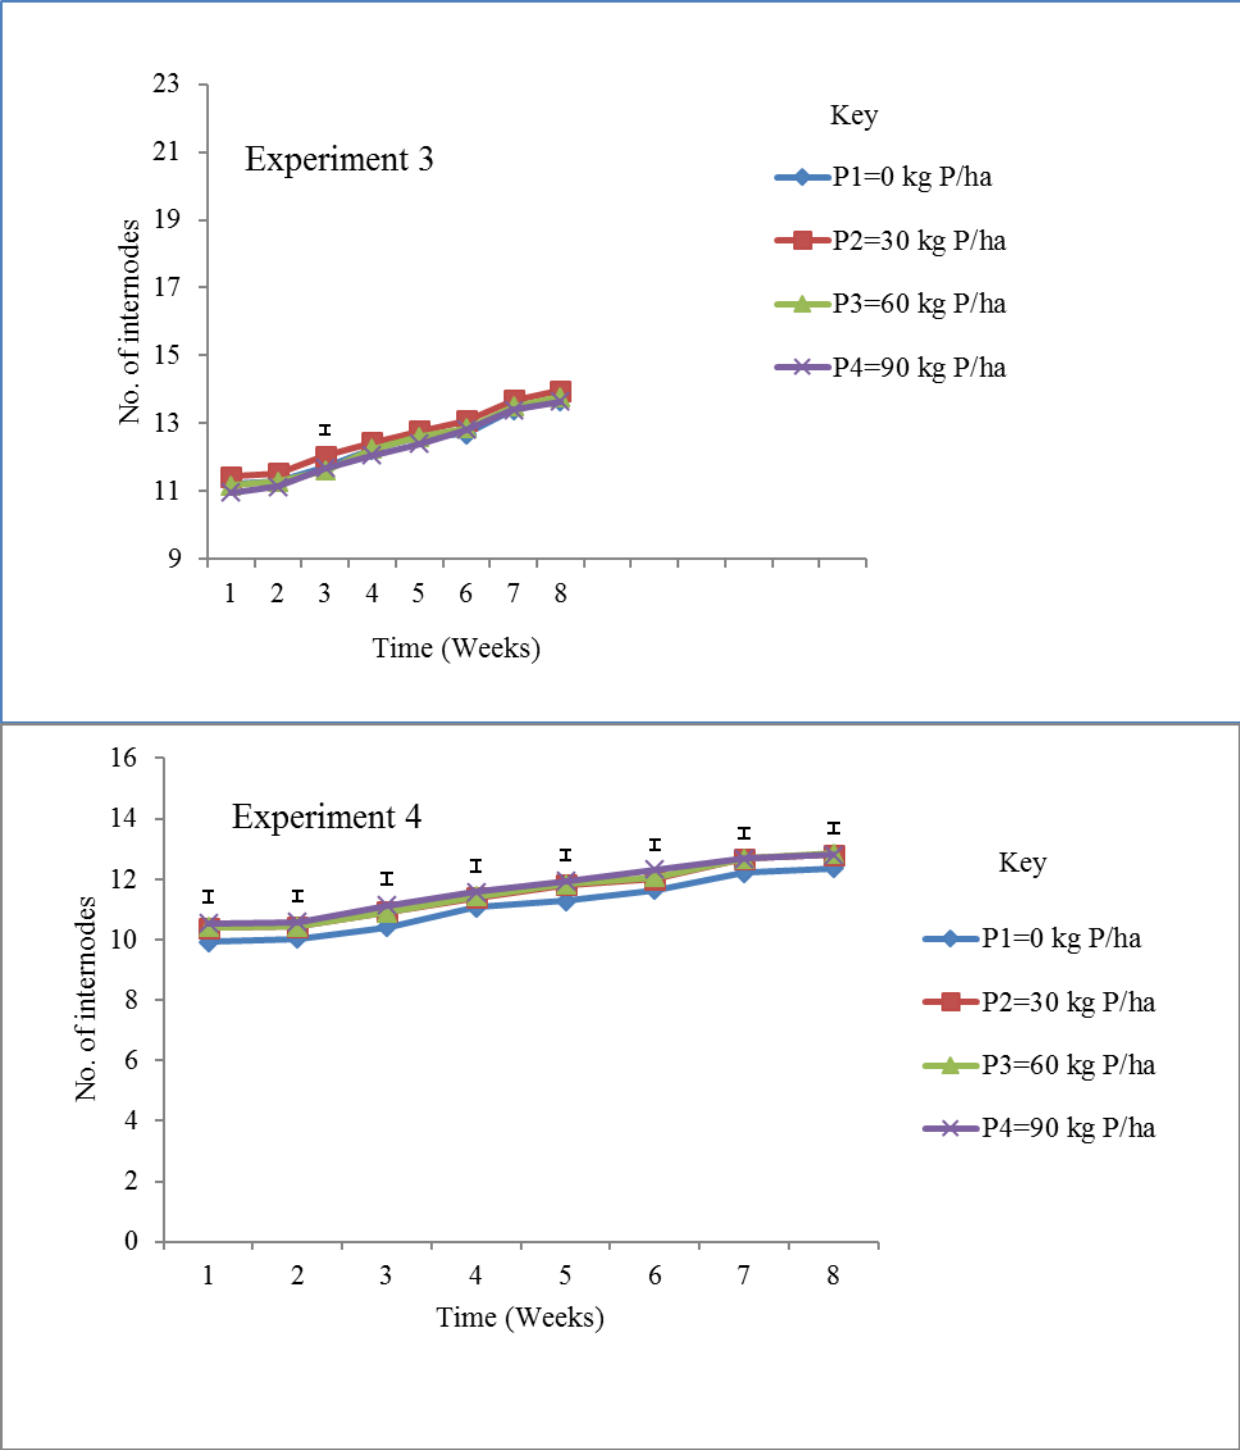 23
21
19
17
15
13
11
9
No. of internodes
Experiment 3
1 2 3 4 5 6 7 8
Time (Weeks)
Key
P1=0 kg P/ha
P2=30 kg P/ha
P3=60 kg P/ha
P4=90 kg P/ha
16
14
12
10
8
6
4
2
0
No. of internodes
Experiment 4
1 2 3 4 5 6 7 8
Time (Weeks)
Key
P1=0 kg P/ha
P2=30 kg P/ha
P3=60 kg P/ha
P4=90 kg P/ha